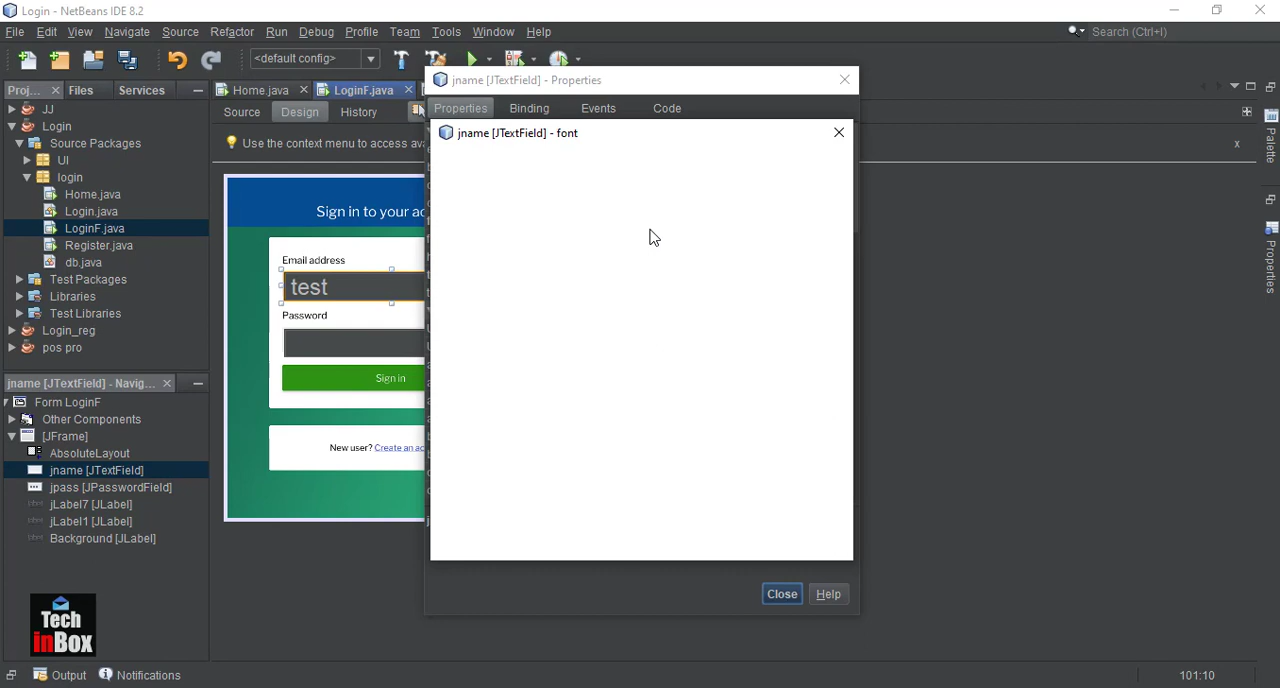 Login - NetBeans IDE 8.2
File Edit View Navigate Source Refactor Run Debug Profile Team Tools Window Help
Search (Ctrl+I)
<default config>
Proj... Files Services
JJ
Login
Source Packages
UI
login
Home.java
Login.java
LoginF.java
Register.java
db.java
Test Packages
Libraries
Test Libraries
Login_reg
pos pro
jname [JTextField] - Navig...
Form LoginF
Other Components
[JFrame]
AbsoluteLayout
jname [JTextField]
jpass [JPasswordField]
jLabel7 [JLabel]
jLabel1 [JLabel]
Background [JLabel]
Tech
inBox
Output Notifications
Home.java LoginF.java
Source Design History
Use the context menu to access ava
x
Sign in to your ac
Email address
test
Password
Sign in
New user? Create an ac
jname [JTextField] - Properties
Properties Binding Events Code
jname [JTextField] - font
Close Help
Palette
Properties
101:10